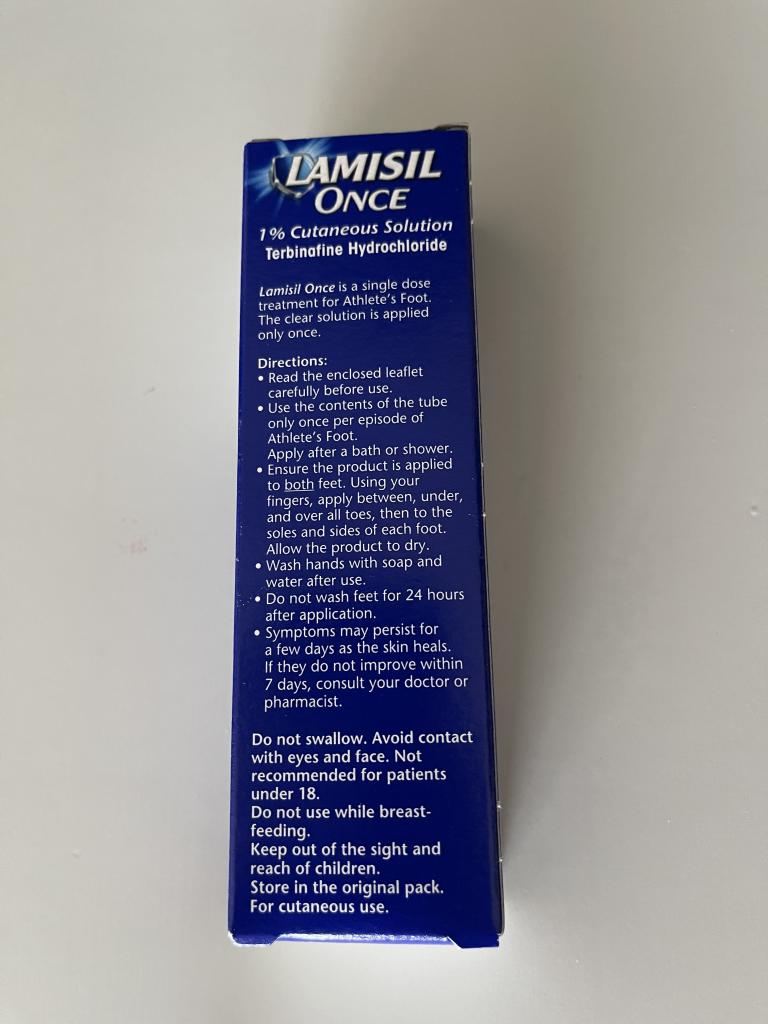 LAMISIL
ONCE
1% Cutaneous Solution
Terbinafine Hydrochloride
Lamisil Once is a single dose
treatment for Athlete's Foot.
The clear solution is applied
only once.
Directions:
• Read the enclosed leaflet
carefully before use.
• Use the contents of the tube
only once per episode of
Athlete's Foot.
Apply after a bath or shower.
• Ensure the product is applied
to both feet. Using your
fingers, apply between, under,
and over all toes, then to the
soles and sides of each foot.
Allow the product to dry.
• Wash hands with soap and
water after use.
• Do not wash feet for 24 hours
after application.
• Symptoms may persist for
a few days as the skin heals.
If they do not improve within
7 days, consult your doctor or
pharmacist.
Do not swallow. Avoid contact
with eyes and face. Not
recommended for patients
under 18.
Do not use while breast-
feeding.
Keep out of the sight and
reach of children.
Store in the original pack.
For cutaneous use.